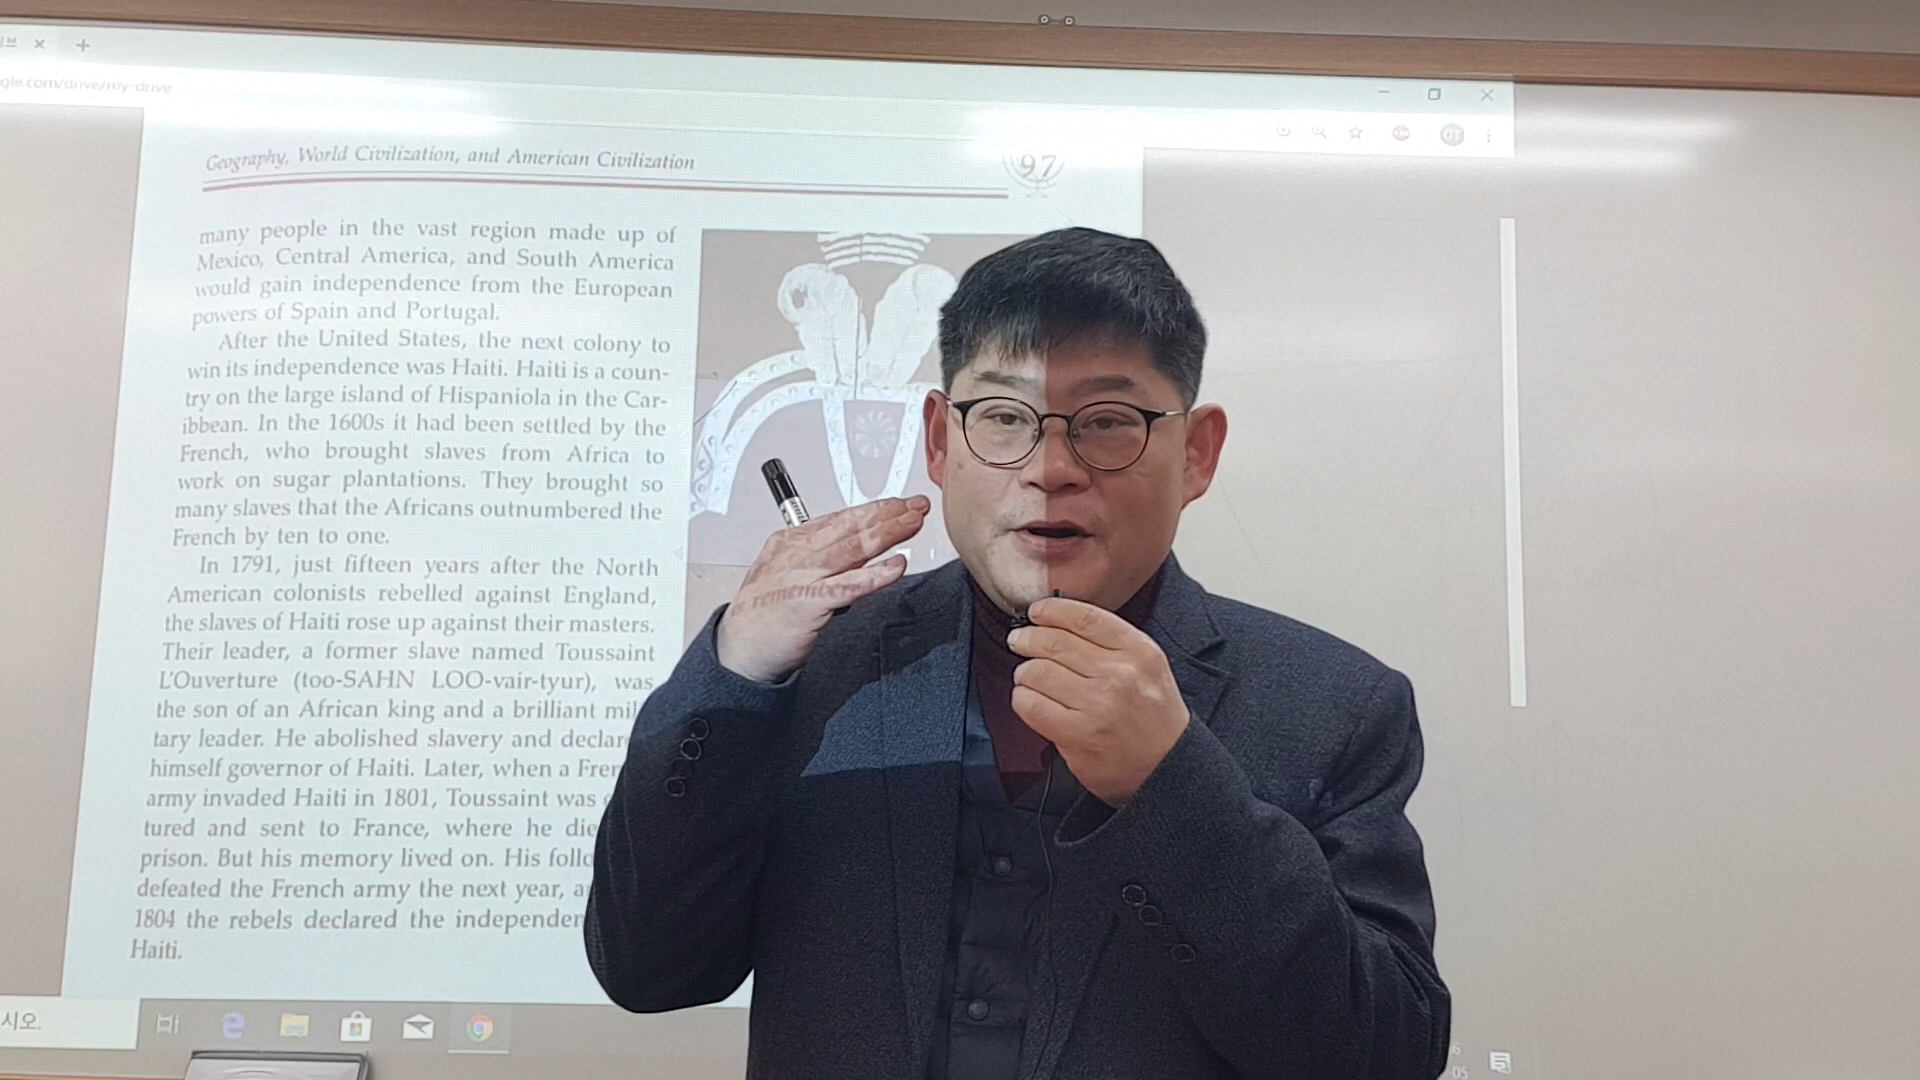 gle.com/drive/my-drive
Geography, World Civilization, and American Civilization
97
many people in the vast region made up of
Mexico, Central America, and South America
would gain independence from the European
powers of Spain and Portugal.
After the United States, the next colony to
win its independence was Haiti. Haiti is a coun-
try on the large island of Hispaniola in the Car-
ibbean. In the 1600s it had been settled by the
French, who brought slaves from Africa to
work on sugar plantations. They brought so
many slaves that the Africans outnumbered the
French by ten to one.
In 1791, just fifteen years after the North
American colonists rebelled against England,
the slaves of Haiti rose up against their masters.
Their leader, a former slave named Toussaint
L'Ouverture (too-SAHN LOO-vair-tyur), was
the son of an African king and a brilliant mil
tary leader. He abolished slavery and declar
himself governor of Haiti. Later, when a Fren
army invaded Haiti in 1801, Toussaint was
tured and sent to France, where he die
prison. But his memory lived on. His follo
defeated the French army the next year, a
1804 the rebels declared the independen
Haiti.
is remembere
시오.
05